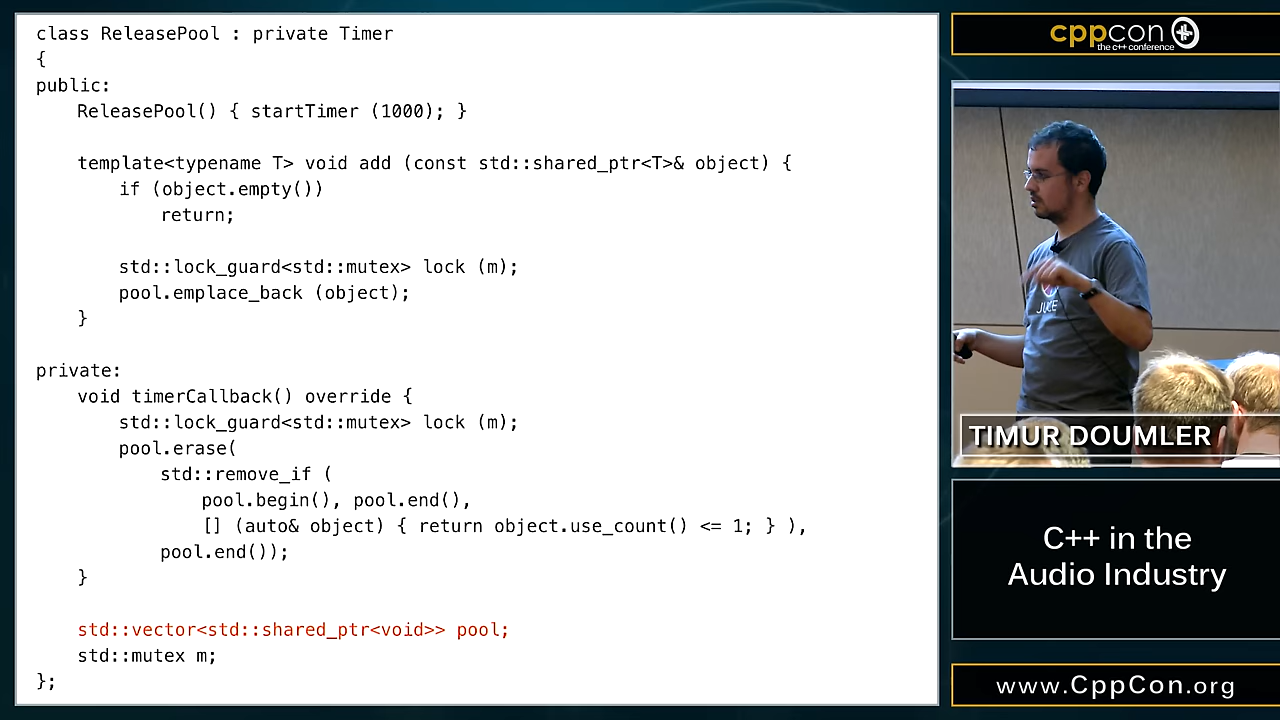 class ReleasePool : private Timer
{
public:
    ReleasePool() { startTimer (1000); }

    template<typename T> void add (const std::shared_ptr<T>& object) {
        if (object.empty())
            return;

        std::lock_guard<std::mutex> lock (m);
        pool.emplace_back (object);
    }

private:
    void timerCallback() override {
        std::lock_guard<std::mutex> lock (m);
        pool.erase(
            std::remove_if (
                pool.begin(), pool.end(),
                [] (auto& object) { return object.use_count() <= 1; } ),
            pool.end());
    }

    std::vector<std::shared_ptr<void>> pool;
    std::mutex m;
};
cppcon
the c++ conference
JUCE
TIMUR DOUMLER
C++ in the
Audio Industry
www.CppCon.org